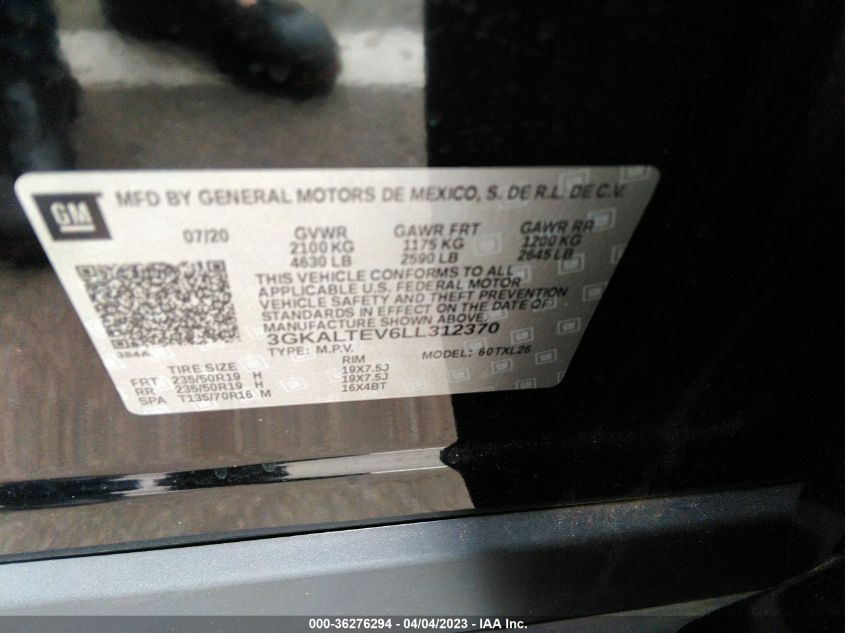 GM
MFD BY GENERAL MOTORS DE MEXICO, S. DE R.L. DE C.V.
07/20 GVWR GAWR FRT GAWR RR
2100 KG 1175 KG 1200 KG
4630 LB 2590 LB 2645 LB
THIS VEHICLE CONFORMS TO ALL
APPLICABLE U.S. FEDERAL MOTOR
VEHICLE SAFETY AND THEFT PREVENTION
STANDARDS IN EFFECT ON THE DATE OF
MANUFACTURE SHOWN ABOVE.
3GKALTEV6LL312370
384A TYPE: M.P.V. MODEL: 60TXL26
TIRE SIZE RIM
FRT 235/50R19 H 19X7.5J
RR 235/50R19 H 19X7.5J
SPA T135/70R16 M 16X4BT
000-36276294 - 04/04/2023 - IAA Inc.